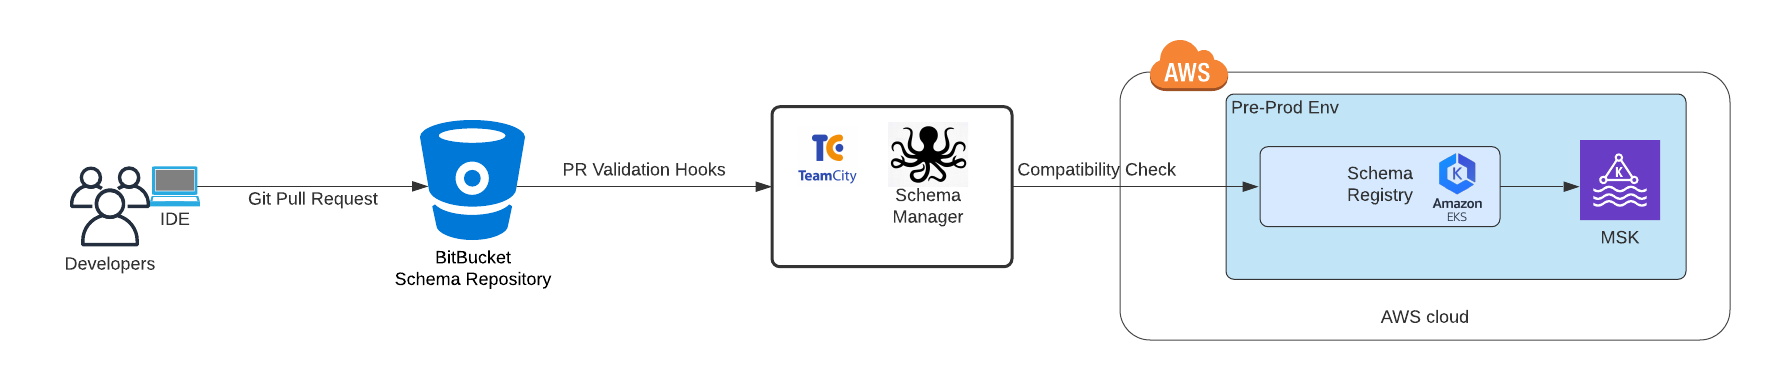 AWS
Pre-Prod Env
TC
TeamCity
PR Validation Hooks
Compatibility Check
Schema
Registry
K
K
Git Pull Request
IDE
Schema
Manager
Amazon
EKS
MSK
Developers
BitBucket
Schema Repository
AWS cloud